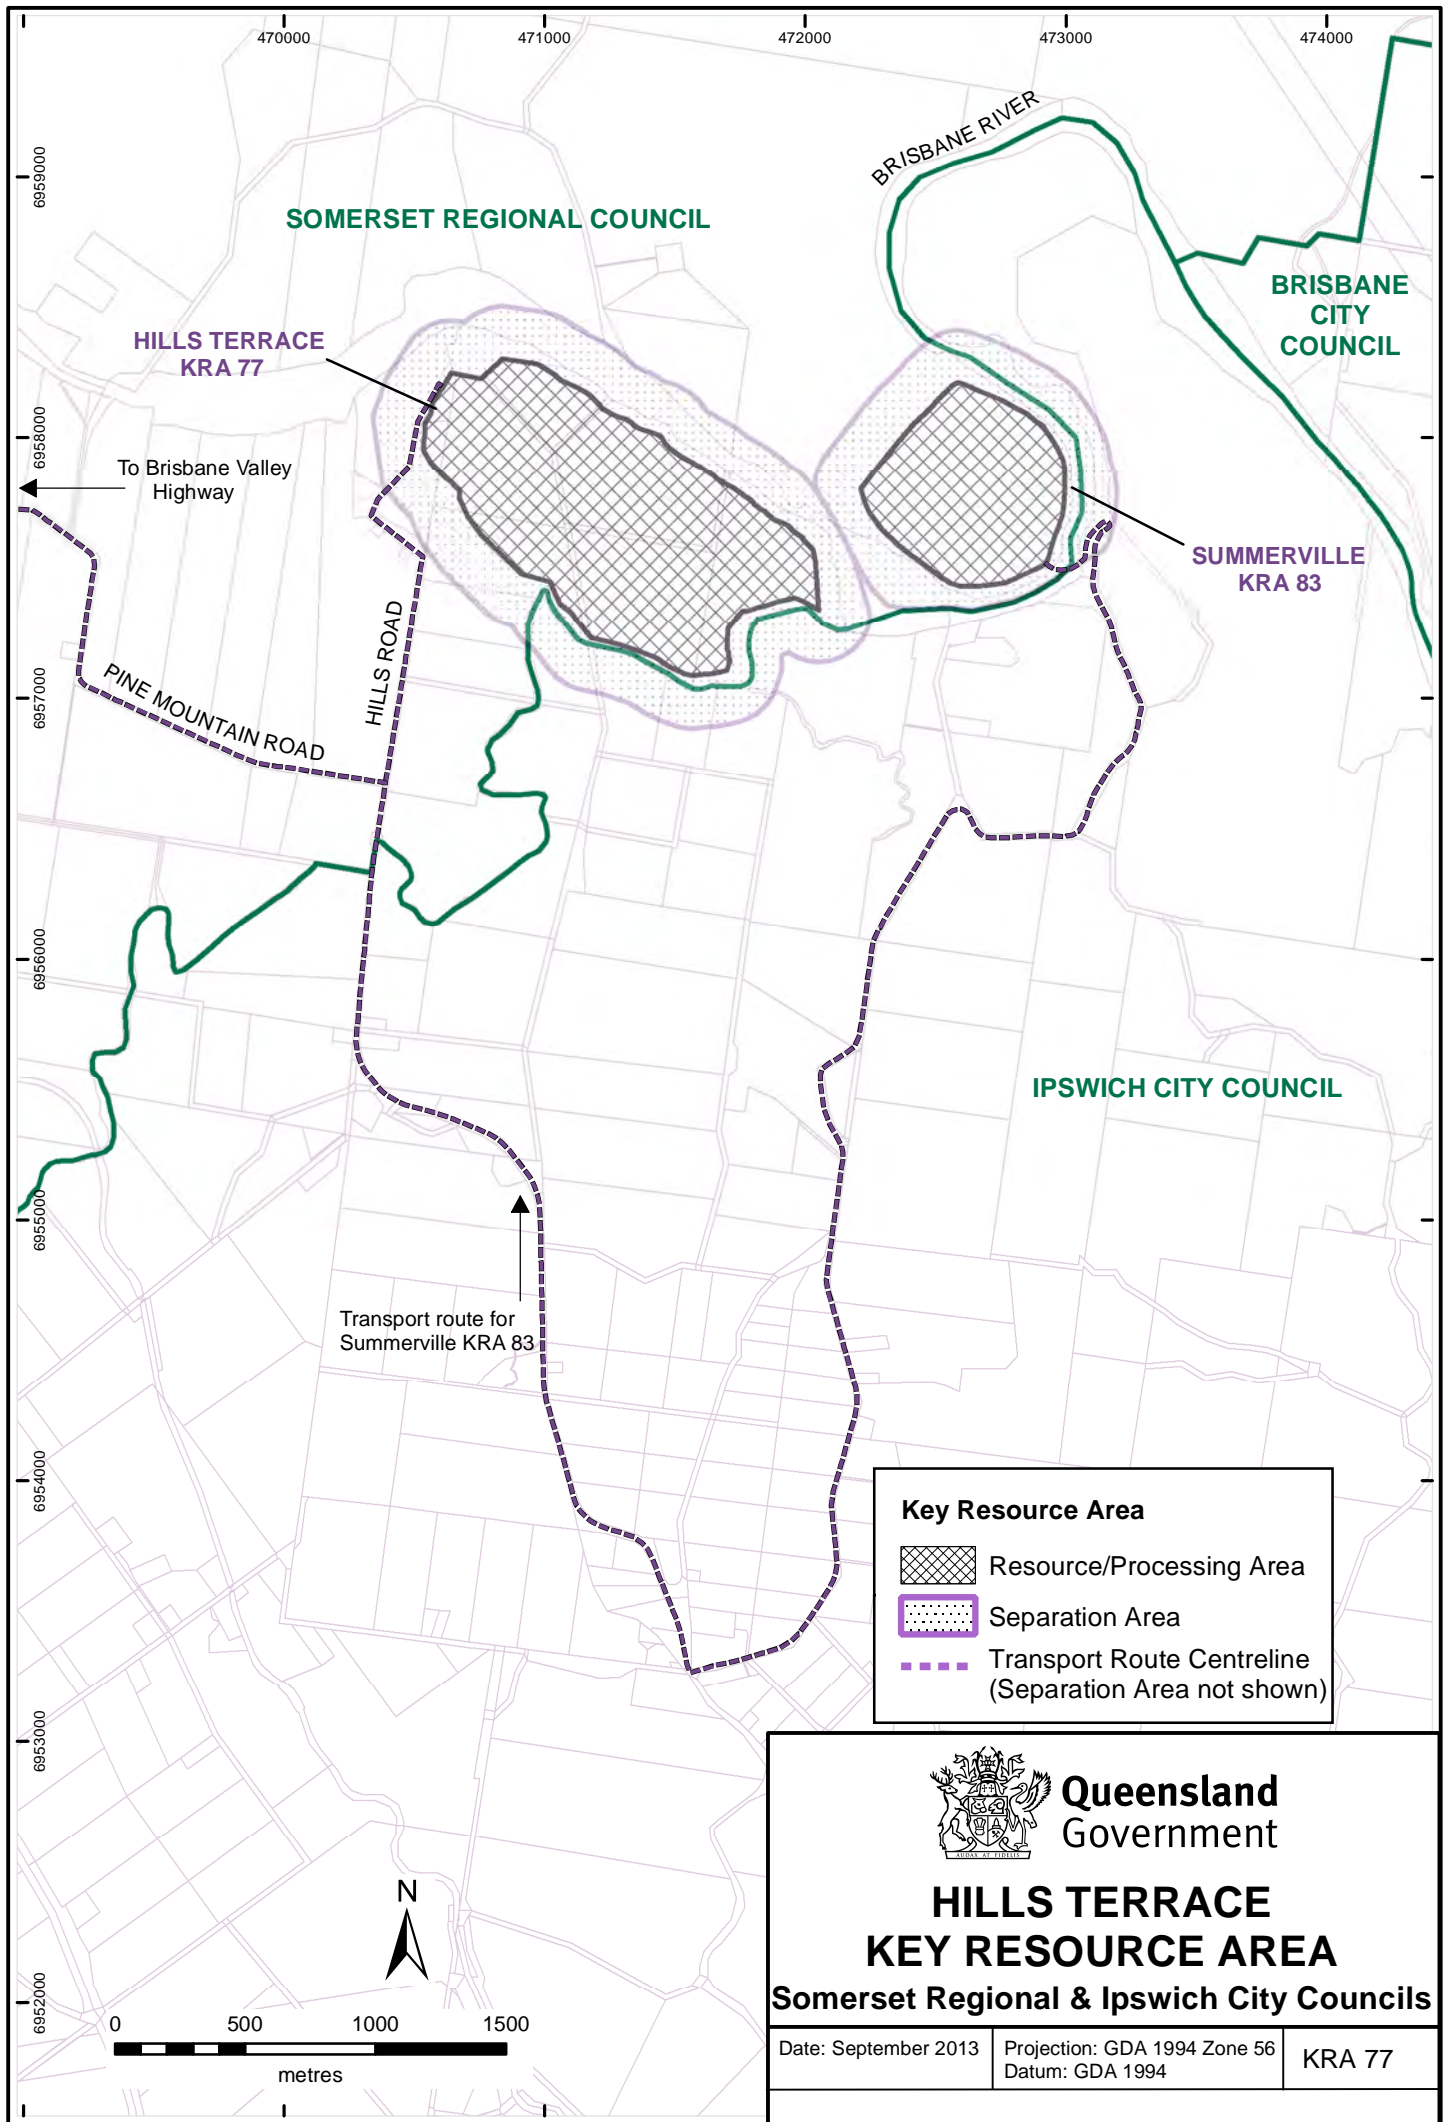 470000
471000
472000
473000
474000
BRISBANE RIVER
6959000
SOMERSET REGIONAL COUNCIL
BRISBANE
CITY
COUNCIL
HILLS TERRACE
KRA 77
6958000
To Brisbane Valley
Highway
SUMMERVILLE
KRA 83
HILLS ROAD
6957000
PINE MOUNTAIN ROAD
6956000
IPSWICH CITY COUNCIL
6955000
Transport route for
Summerville KRA 83
6954000
Key Resource Area
Resource/Processing Area
Separation Area
Transport Route Centreline
(Separation Area not shown)
6953000
AUDAX AT FIDELIS
Queensland
Government
N
HILLS TERRACE
KEY RESOURCE AREA
Somerset Regional & Ipswich City Councils
6952000
0 500 1000 1500
metres
Date: September 2013
Projection: GDA 1994 Zone 56
Datum: GDA 1994
KRA 77